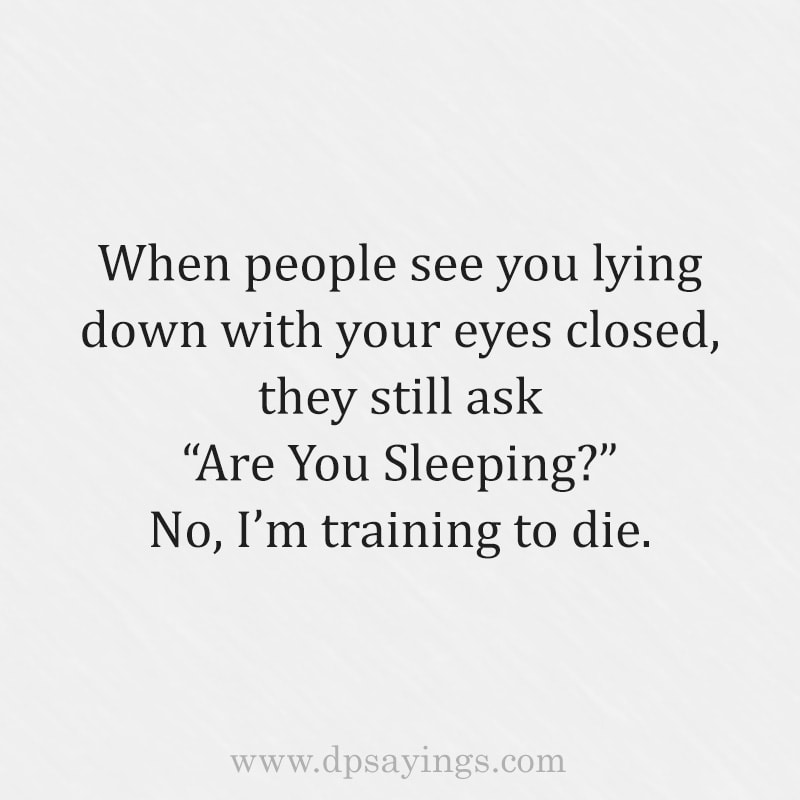 When people see you lying
down with your eyes closed,
they still ask
“Are You Sleeping?”
No, I’m training to die.
www.dpsayings.com